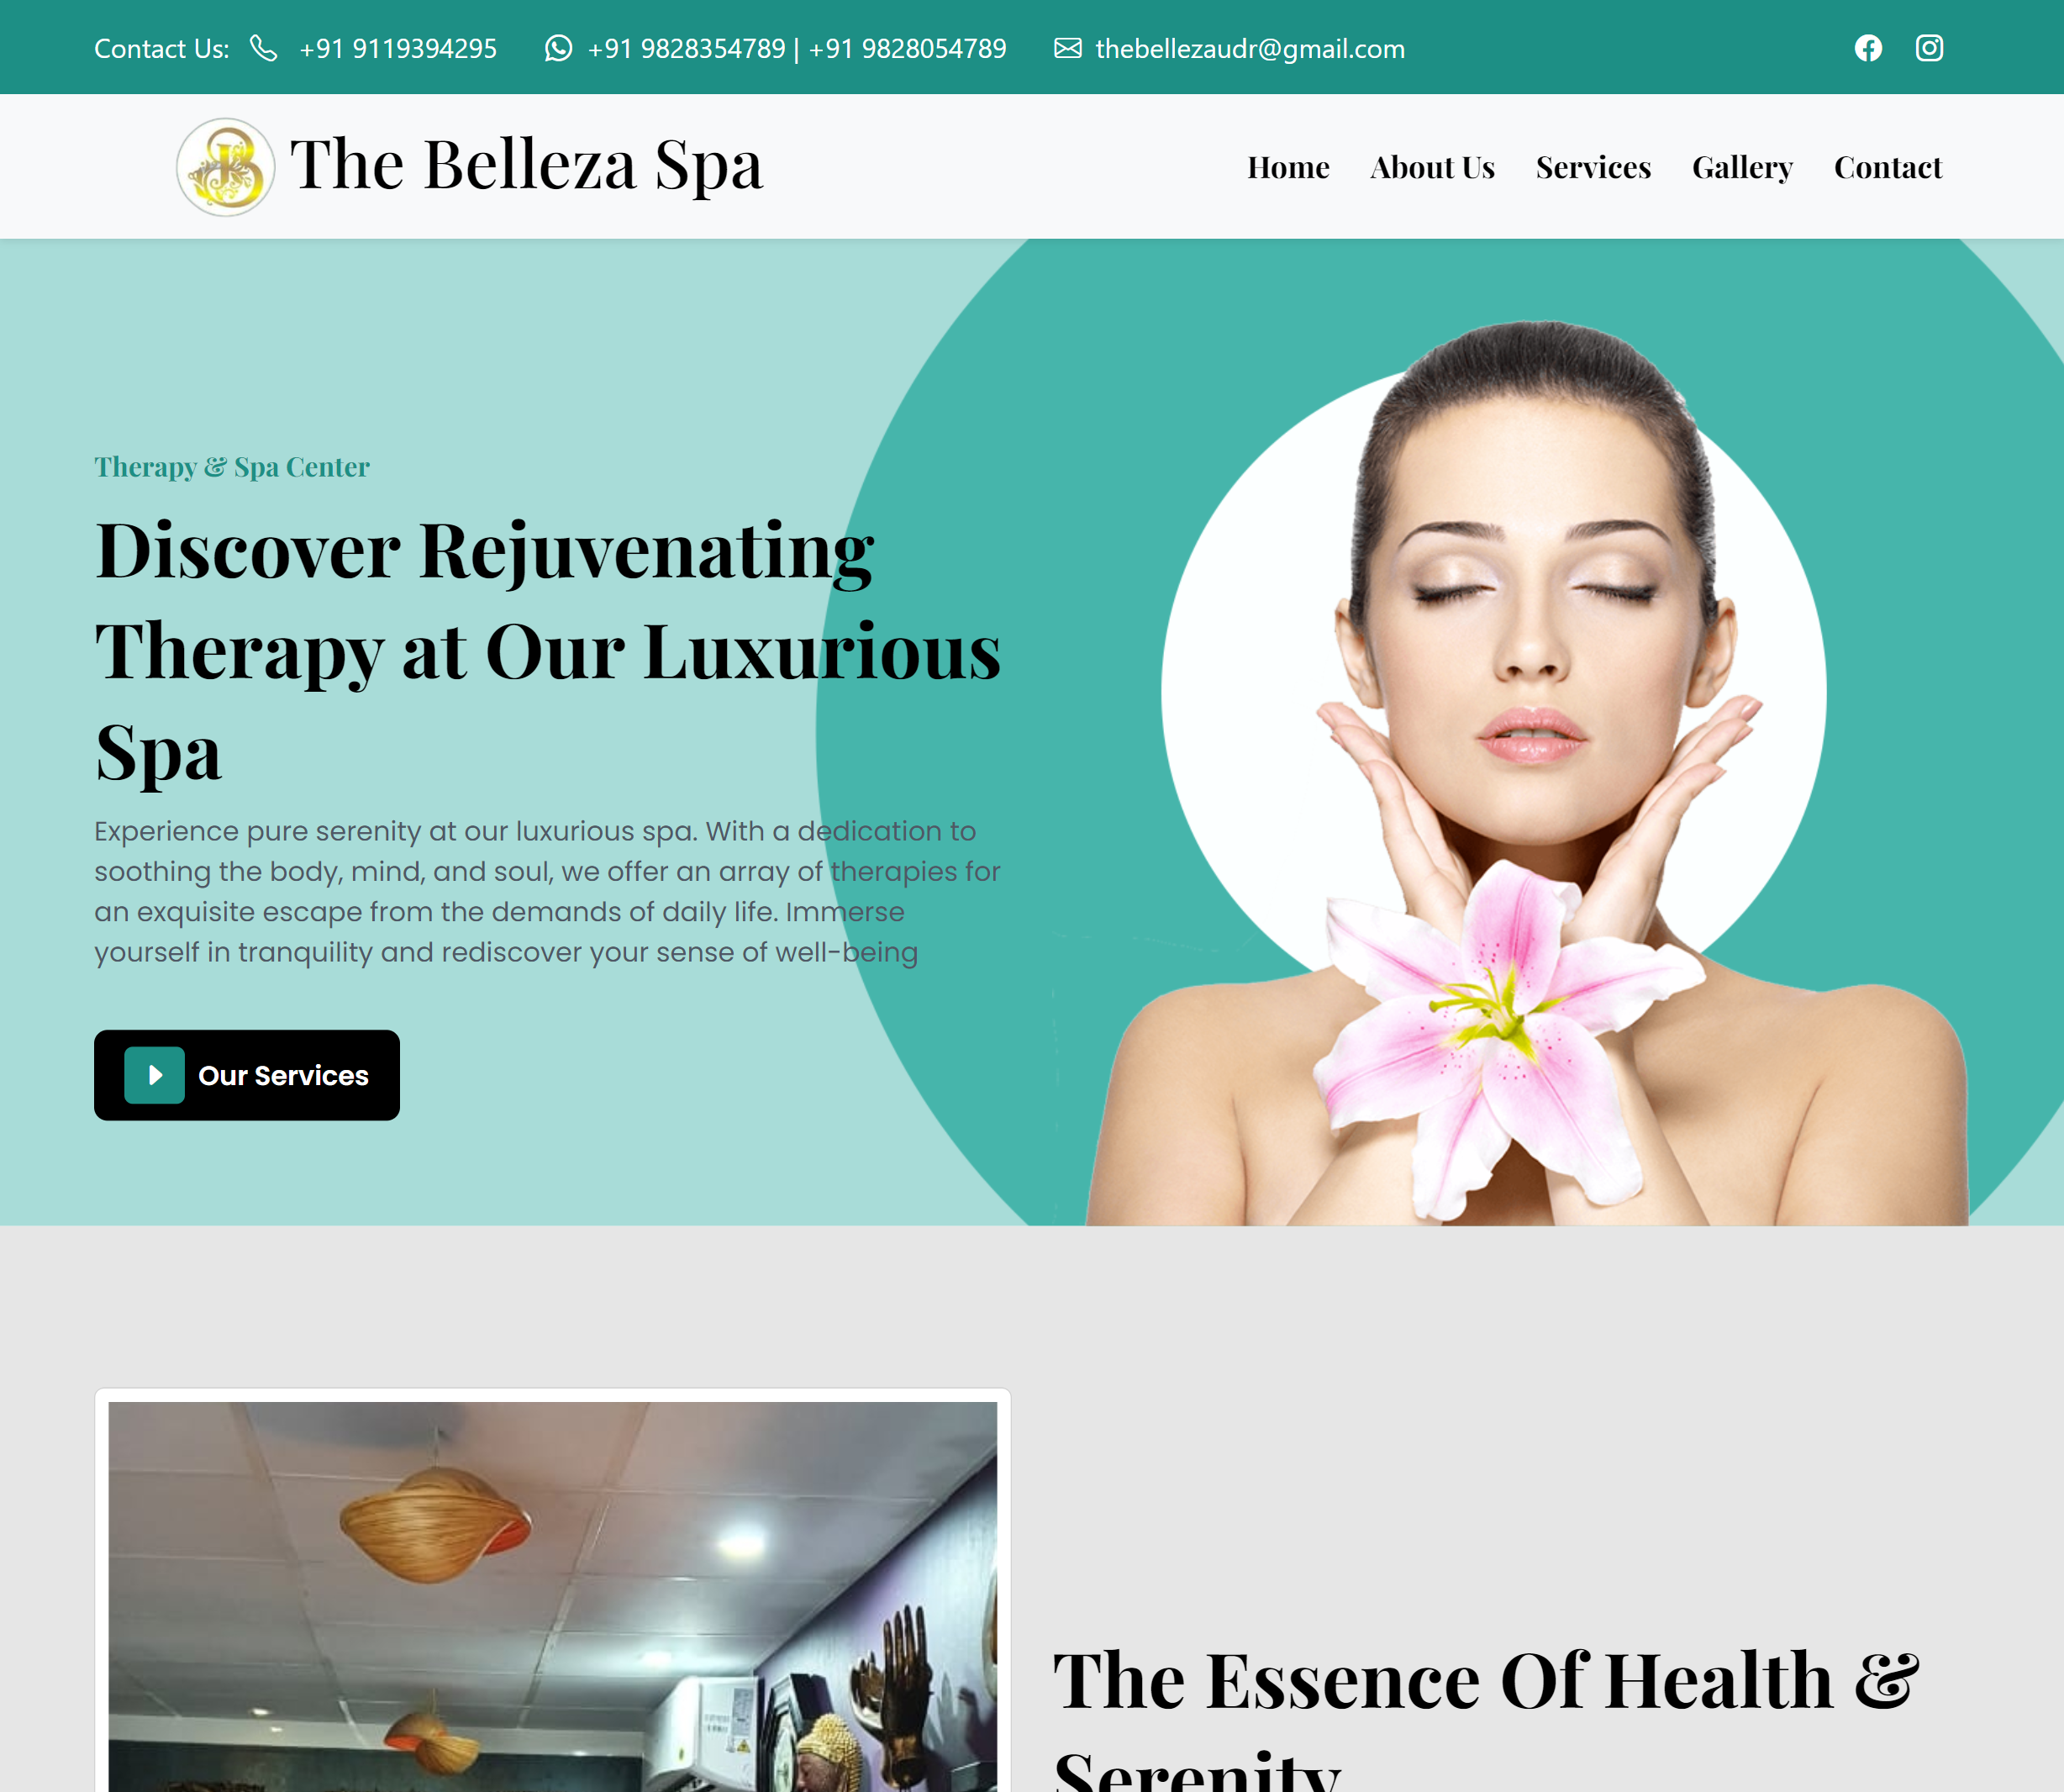 Contact Us: +91 9119394295 +91 9828354789 | +91 9828054789 thebellezaudr@gmail.com
The Belleza Spa
Home About Us Services Gallery Contact
Therapy & Spa Center
Discover Rejuvenating
Therapy at Our Luxurious
Spa
Experience pure serenity at our luxurious spa. With a dedication to
soothing the body, mind, and soul, we offer an array of therapies for
an exquisite escape from the demands of daily life. Immerse
yourself in tranquility and rediscover your sense of well-being
Our Services
The Essence Of Health &
Serenity